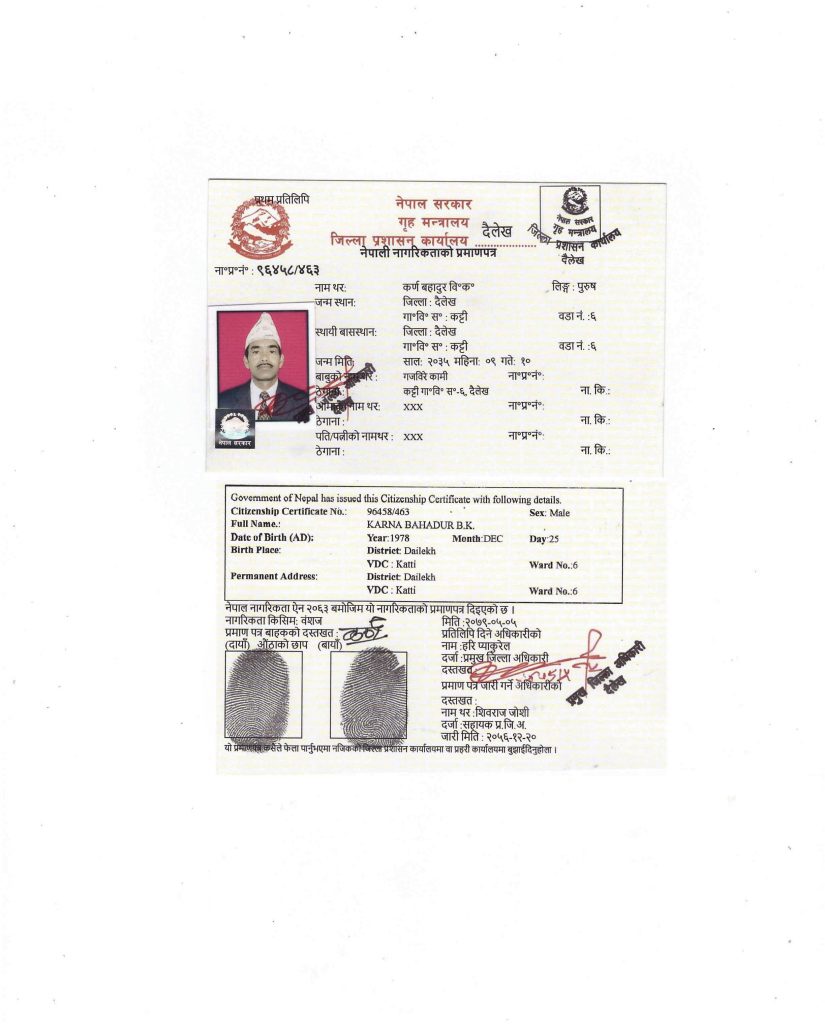 प्रथम प्रतिलिपि
नेपाल सरकार
गृह मन्त्रालय
जिल्ला प्रशासन कार्यालय .................. दैलेख
नेपाली नागरिकताको प्रमाणपत्र
नेपाल सरकार
गृह मन्त्रालय
जिल्ला प्रशासन कार्यालय
दैलेख
ना॰प्र॰नं॰ : ९६४५८/४६३
नाम थर: कर्ण बहादुर वि॰क॰ लिङ्ग : पुरुष
जन्म स्थान: जिल्ला : दैलेख
गा॰वि॰ स॰ : कट्टी वडा नं. :६
स्थायी बासस्थान: जिल्ला : दैलेख
गा॰वि॰ स॰ : कट्टी वडा नं. :६
जन्म मिति: साल: २०३५ महिना: ०९ गते: १०
बाबुको नाम थर : गजविरे कामी ना॰प्र॰नं॰:
ठेगाना : कट्टी गा॰वि॰ स॰-६, दैलेख ना. कि.:
आमाको नाम थर: xxx ना॰प्र॰नं॰:
ठेगाना : ना. कि.:
पति/पत्नीको नामथर : xxx ना॰प्र॰नं॰:
ठेगाना : ना. कि.:
नेपाल सरकार
Government of Nepal has issued this Citizenship Certificate with following details.
Citizenship Certificate No.: 96458/463 Sex: Male
Full Name.: KARNA BAHADUR B.K.
Date of Birth (AD): Year:1978 Month:DEC Day:25
Birth Place: District: Dailekh
VDC : Katti Ward No.:6
Permanent Address: District: Dailekh
VDC : Katti Ward No.:6
नेपाल नागरिकता ऐन २०६३ बमोजिम यो नागरिकताको प्रमाणपत्र दिइएको छ ।
नागरिकता किसिम: वंशज
प्रमाण पत्र बाहकको दस्तखत : कर्ण
(दायाँ) औंठाको छाप (बायाँ)
मिति :२०७९-०५-०५
प्रतिलिपि दिने अधिकारीको
नाम :हरि प्याकुरेल
दर्जा :प्रमुख जिल्ला अधिकारी
दस्तखत
प्रमुख जिल्ला अधिकारी
दैलेख
प्रमाण पत्र जारी गर्ने अधिकारीको
दस्तखत :
नाम थर :शिवराज जोशी
दर्जा :सहायक प्र.जि.अ.
जारी मिति : २०५६-१२-२०
यो प्रमाणपत्र कसैले फेला पार्नुभएमा नजिकको जिल्ला प्रशासन कार्यालयमा वा प्रहरी कार्यालयमा बुझाईदिनुहोला ।